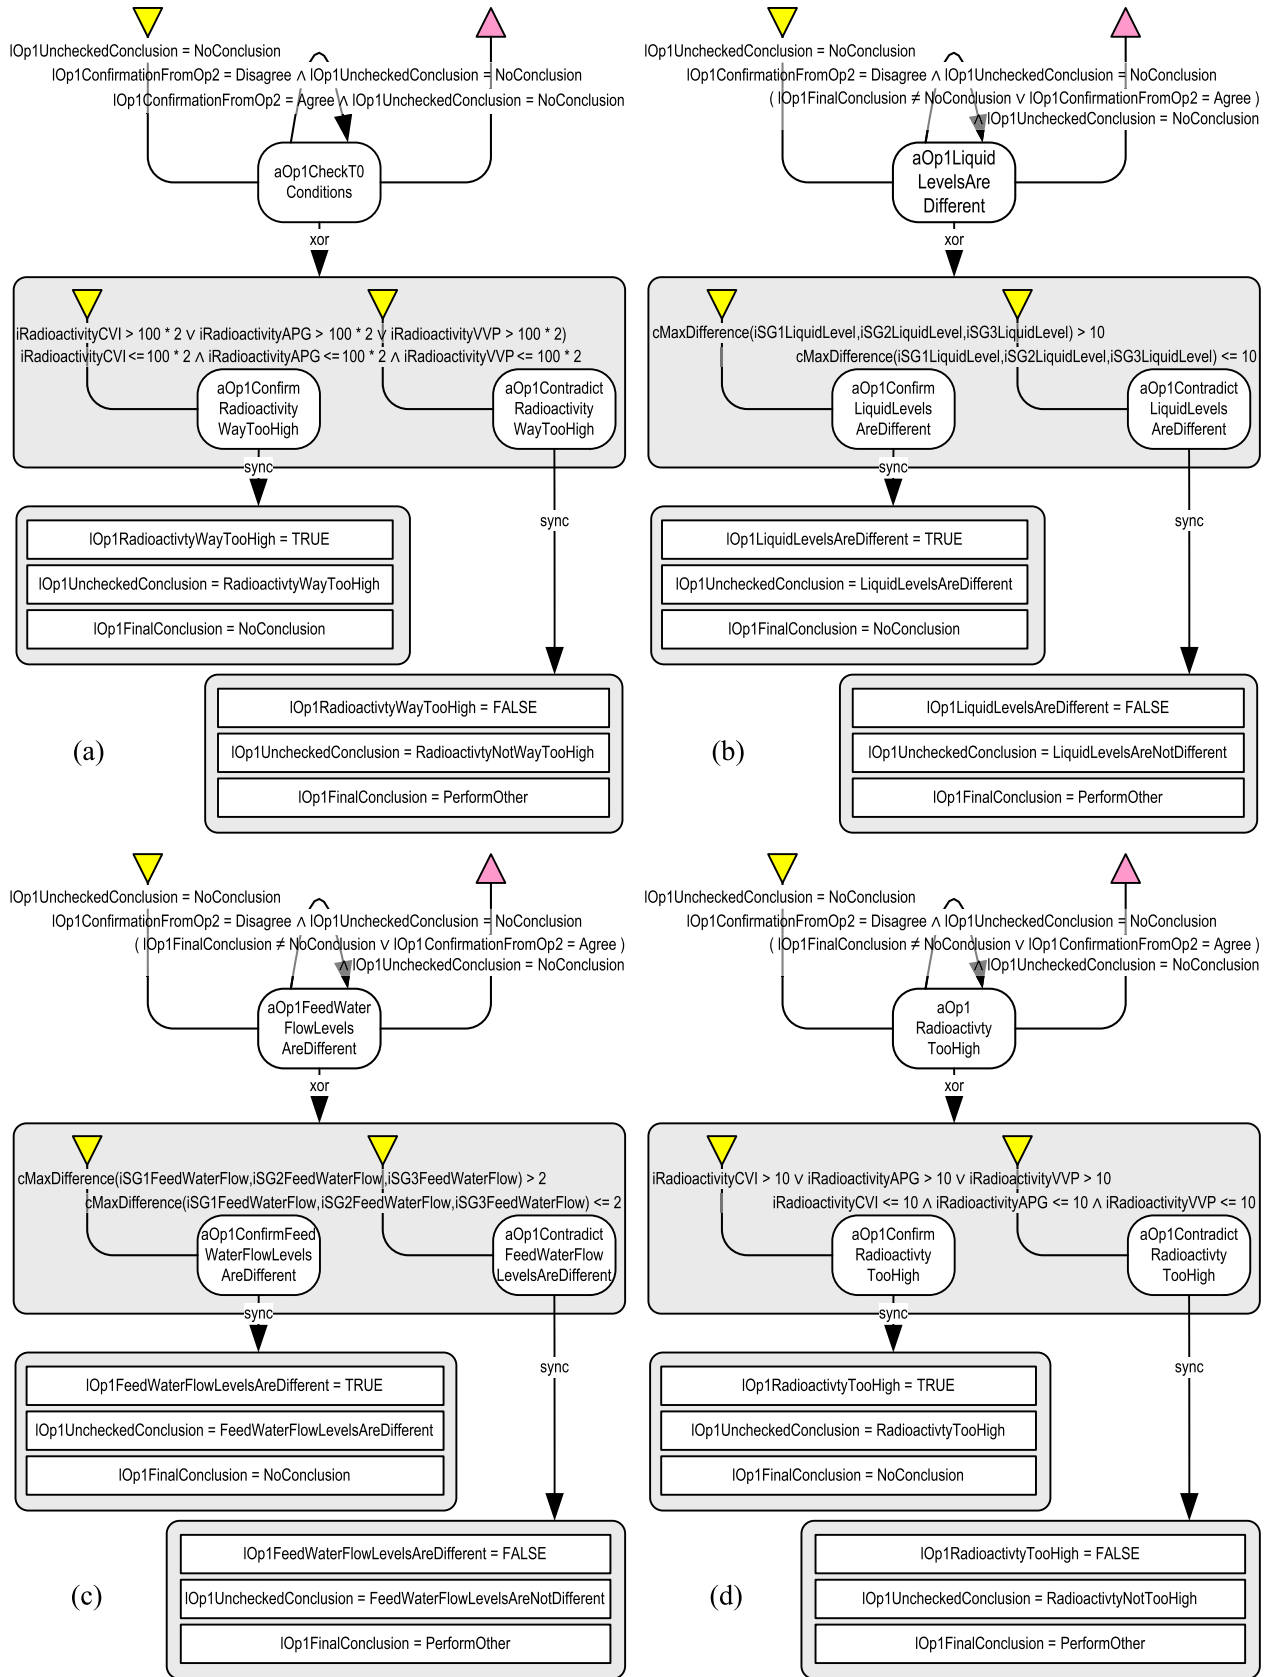 lOp1UncheckedConclusion = NoConclusion
lOp1ConfirmationFromOp2 = Disagree ∧ lOp1UncheckedConclusion = NoConclusion
lOp1ConfirmationFromOp2 = Agree ∧ lOp1UncheckedConclusion = NoConclusion
aOp1CheckT0
Conditions
xor
iRadioactivityCVI > 100 * 2 ∨ iRadioactivityAPG > 100 * 2 ∨ iRadioactivityVVP > 100 * 2)
iRadioactivityCVI <= 100 * 2 ∧ iRadioactivityAPG <= 100 * 2 ∧ iRadioactivityVVP <= 100 * 2
aOp1Confirm
Radioactivity
WayTooHigh
aOp1Contradict
Radioactivity
WayTooHigh
sync
sync
lOp1RadioactivtyWayTooHigh = TRUE
lOp1UncheckedConclusion = RadioactivtyWayTooHigh
lOp1FinalConclusion = NoConclusion
lOp1RadioactivtyWayTooHigh = FALSE
lOp1UncheckedConclusion = RadioactivtyNotWayTooHigh
lOp1FinalConclusion = PerformOther
(a)
lOp1UncheckedConclusion = NoConclusion
lOp1ConfirmationFromOp2 = Disagree ∧ lOp1UncheckedConclusion = NoConclusion
( lOp1FinalConclusion ≠ NoConclusion ∨ lOp1ConfirmationFromOp2 = Agree )
∧ lOp1UncheckedConclusion = NoConclusion
aOp1Liquid
LevelsAre
Different
xor
cMaxDifference(iSG1LiquidLevel,iSG2LiquidLevel,iSG3LiquidLevel) > 10
cMaxDifference(iSG1LiquidLevel,iSG2LiquidLevel,iSG3LiquidLevel) <= 10
aOp1Confirm
LiquidLevels
AreDifferent
aOp1Contradict
LiquidLevels
AreDifferent
sync
sync
lOp1LiquidLevelsAreDifferent = TRUE
lOp1UncheckedConclusion = LiquidLevelsAreDifferent
lOp1FinalConclusion = NoConclusion
lOp1LiquidLevelsAreDifferent = FALSE
lOp1UncheckedConclusion = LiquidLevelsAreNotDifferent
lOp1FinalConclusion = PerformOther
(b)
lOp1UncheckedConclusion = NoConclusion
lOp1ConfirmationFromOp2 = Disagree ∧ lOp1UncheckedConclusion = NoConclusion
( lOp1FinalConclusion ≠ NoConclusion ∨ lOp1ConfirmationFromOp2 = Agree )
∧ lOp1UncheckedConclusion = NoConclusion
aOp1FeedWater
FlowLevels
AreDifferent
xor
cMaxDifference(iSG1FeedWaterFlow,iSG2FeedWaterFlow,iSG3FeedWaterFlow) > 2
cMaxDifference(iSG1FeedWaterFlow,iSG2FeedWaterFlow,iSG3FeedWaterFlow) <= 2
aOp1ConfirmFeed
WaterFlowLevels
AreDifferent
aOp1Contradict
FeedWaterFlow
LevelsAreDifferent
sync
sync
lOp1FeedWaterFlowLevelsAreDifferent = TRUE
lOp1UncheckedConclusion = FeedWaterFlowLevelsAreDifferent
lOp1FinalConclusion = NoConclusion
lOp1FeedWaterFlowLevelsAreDifferent = FALSE
lOp1UncheckedConclusion = FeedWaterFlowLevelsAreNotDifferent
lOp1FinalConclusion = PerformOther
(c)
lOp1UncheckedConclusion = NoConclusion
lOp1ConfirmationFromOp2 = Disagree ∧ lOp1UncheckedConclusion = NoConclusion
( lOp1FinalConclusion ≠ NoConclusion ∨ lOp1ConfirmationFromOp2 = Agree )
∧ lOp1UncheckedConclusion = NoConclusion
aOp1
Radioactivty
TooHigh
xor
iRadioactivityCVI > 10 ∨ iRadioactivityAPG > 10 ∨ iRadioactivityVVP > 10
iRadioactivityCVI <= 10 ∧ iRadioactivityAPG <= 10 ∧ iRadioactivityVVP <= 10
aOp1Confirm
Radioactivty
TooHigh
aOp1Contradict
Radioactivty
TooHigh
sync
sync
lOp1RadioactivtyTooHigh = TRUE
lOp1UncheckedConclusion = RadioactivtyTooHigh
lOp1FinalConclusion = NoConclusion
lOp1RadioactivtyTooHigh = FALSE
lOp1UncheckedConclusion = RadioactivtyNotTooHigh
lOp1FinalConclusion = PerformOther
(d)